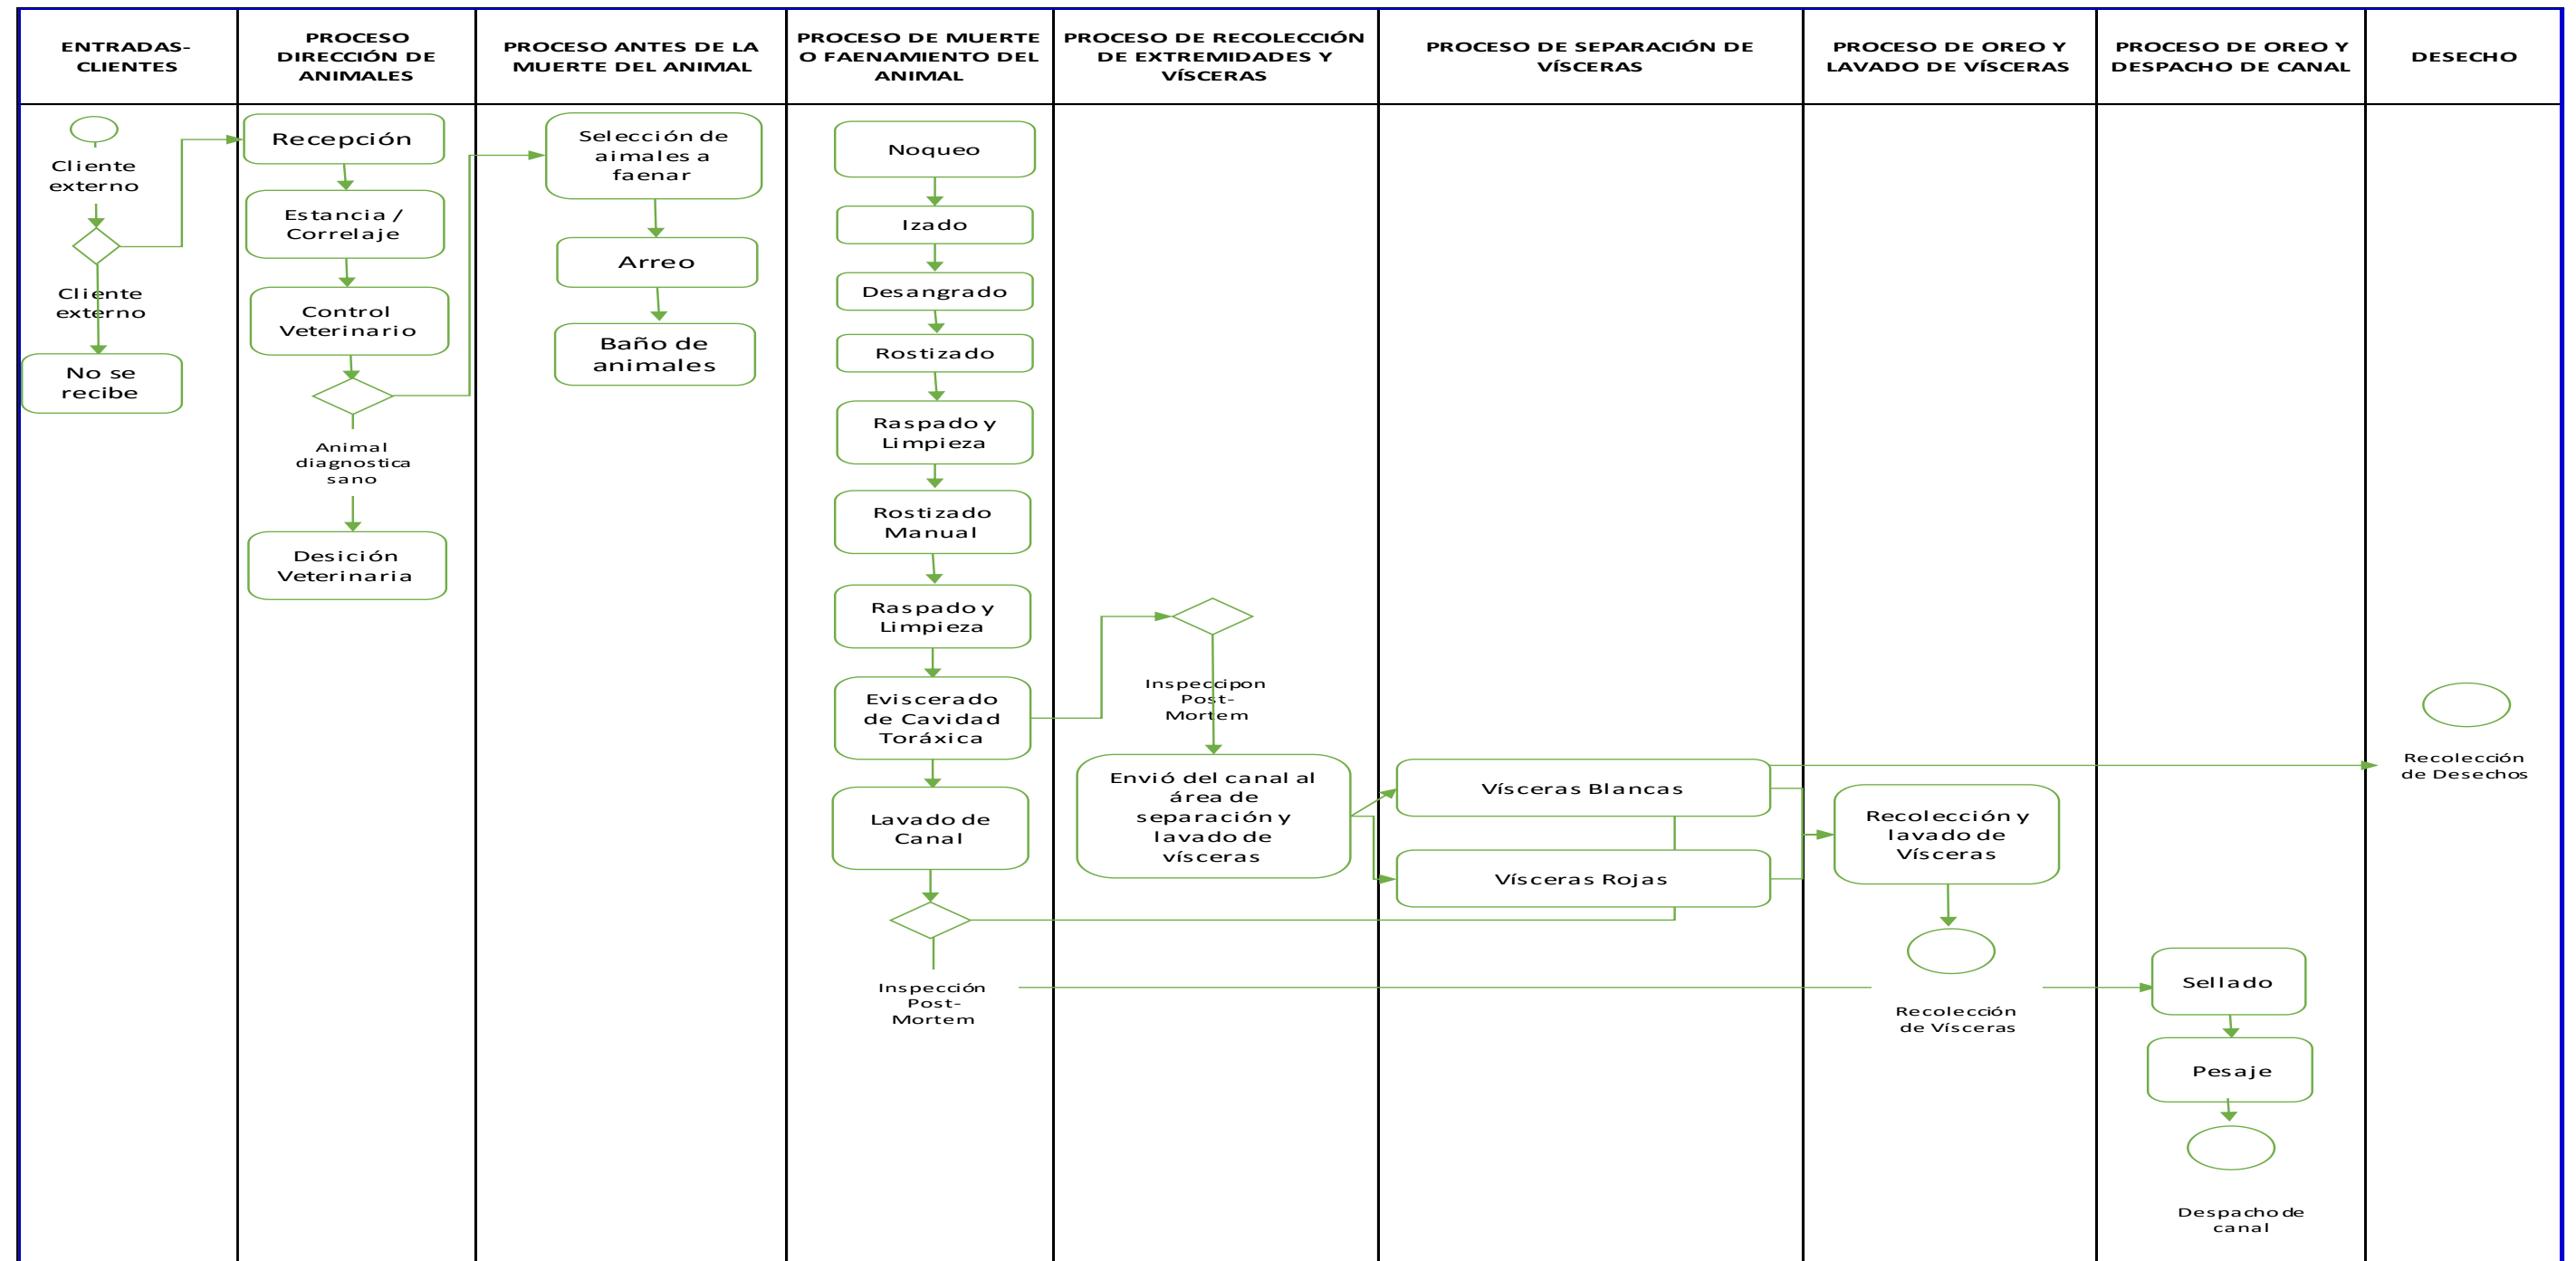 ENTRADAS-
CLIENTES
PROCESO
DIRECCIÓN DE
ANIMALES
PROCESO ANTES DE LA
MUERTE DEL ANIMAL
PROCESO DE MUERTE
O FAENAMIENTO DEL
ANIMAL
PROCESO DE RECOLECCIÓN
DE EXTREMIDADES Y
VÍSCERAS
PROCESO DE SEPARACIÓN DE
VÍSCERAS
PROCESO DE OREO Y
LAVADO DE VÍSCERAS
PROCESO DE OREO Y
DESPACHO DE CANAL
DESECHO
Cliente
externo
Cliente
externo
No se
recibe
Recepción
Estancia /
Correlaje
Control
Veterinario
Animal
diagnostica
sano
Desición
Veterinaria
Selección de
aimales a
faenar
Arreo
Baño de
animales
Noqueo
Izado
Desangrado
Rostizado
Raspado y
Limpieza
Rostizado
Manual
Raspado y
Limpieza
Eviscerado
de Cavidad
Toráxica
Lavado de
Canal
Inspección
Post-
Mortem
Inspeccipon
Post-
Mortem
Envió del canal al
área de
separación y
lavado de
vísceras
Vísceras Blancas
Vísceras Rojas
Recolección y
lavado de
Vísceras
Recolección
de Vísceras
Sellado
Pesaje
Despacho de
canal
Recolección
de Desechos